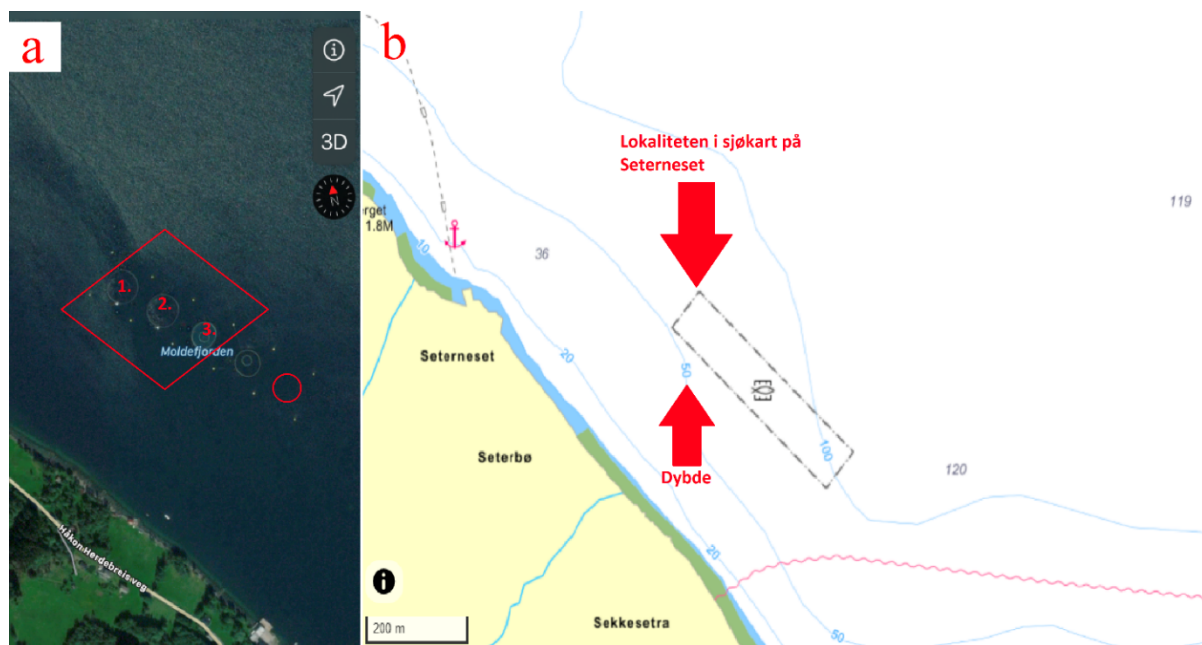 a
3D
N
1.
2.
3.
Moldefjorden
Håkon Herdebreis veg
b
Lokaliteten i sjøkart på
Seterneset
119
rget
1.8M
10
36
20
50
Seterneset
100
120
Seterbø
Dybde
20
Sekkesetra
50
200 m